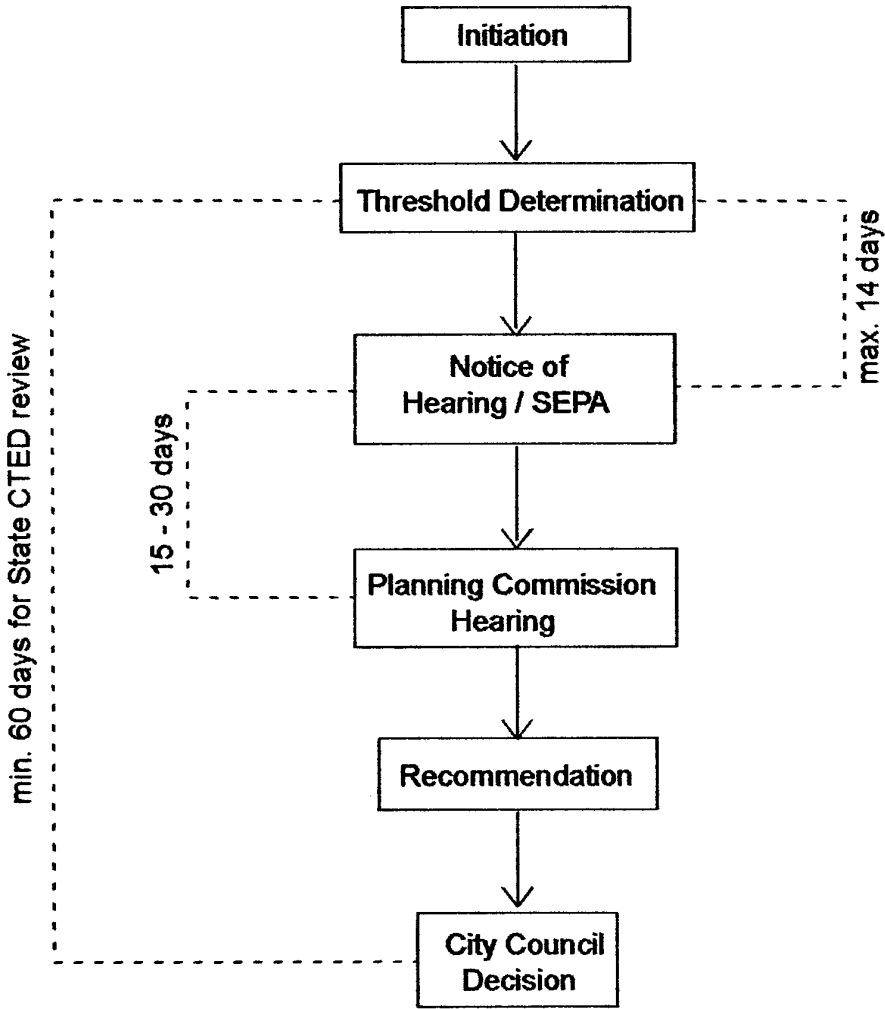 Initiation
Threshold Determination
max. 14 days
Notice of
Hearing / SEPA
15 - 30 days
min. 60 days for State CTED review
Planning Commission
Hearing
Recommendation
City Council
Decision